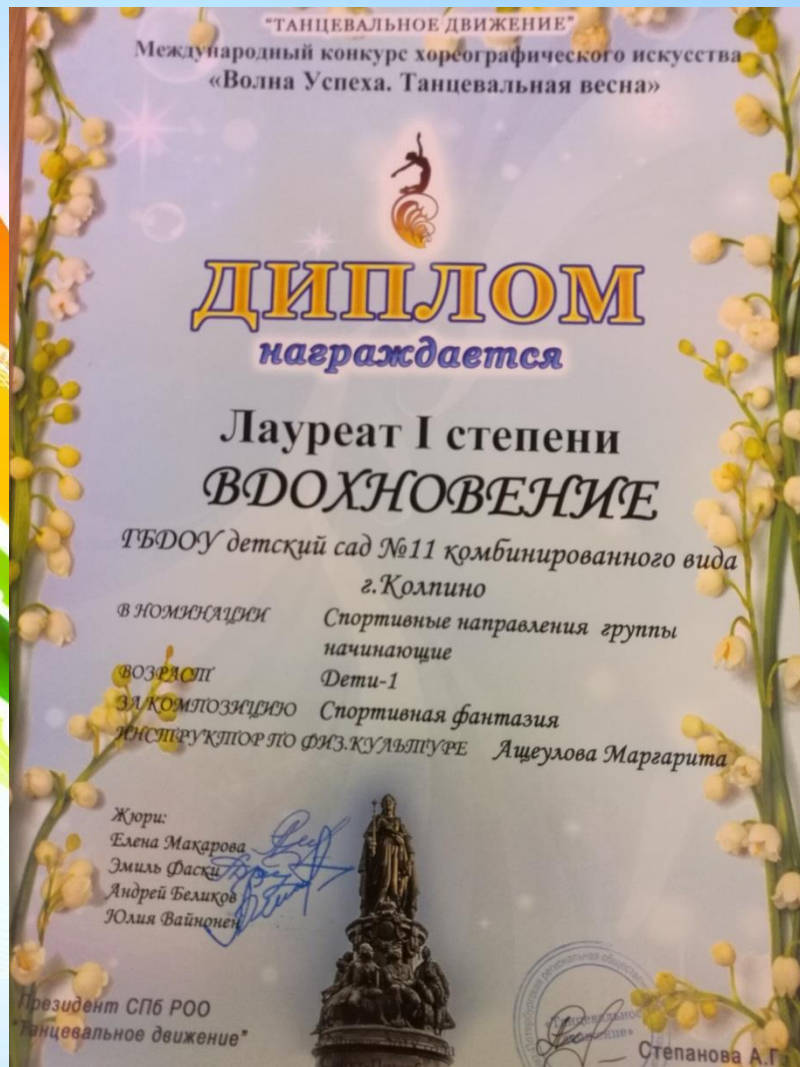 "ТАНЦЕВАЛЬНОЕ ДВИЖЕНИЕ"
Международный конкурс хореографического искусства
«Волна Успеха. Танцевальная весна»
ДИПЛОМ
награждается
Лауреат I степени
ВДОХНОВЕНИЕ
ГБДОУ детский сад №11 комбинированного вида
г.Колпино
В НОМИНАЦИИ Спортивные направления группы
начинающие
ВОЗРАСТ Дети-1
ЗА КОМПОЗИЦИЮ Спортивная фантазия
ИНСТРУКТОР ПО ФИЗ.КУЛЬТУРЕ Ащеулова Маргарита
Жюри:
Елена Макарова
Эмиль Фаски
Андрей Беликов
Юлия Вайнонен
Президент СПб РОО
"Танцевальное движение"
«Танцевальное
движение»
Степанова А.Г.